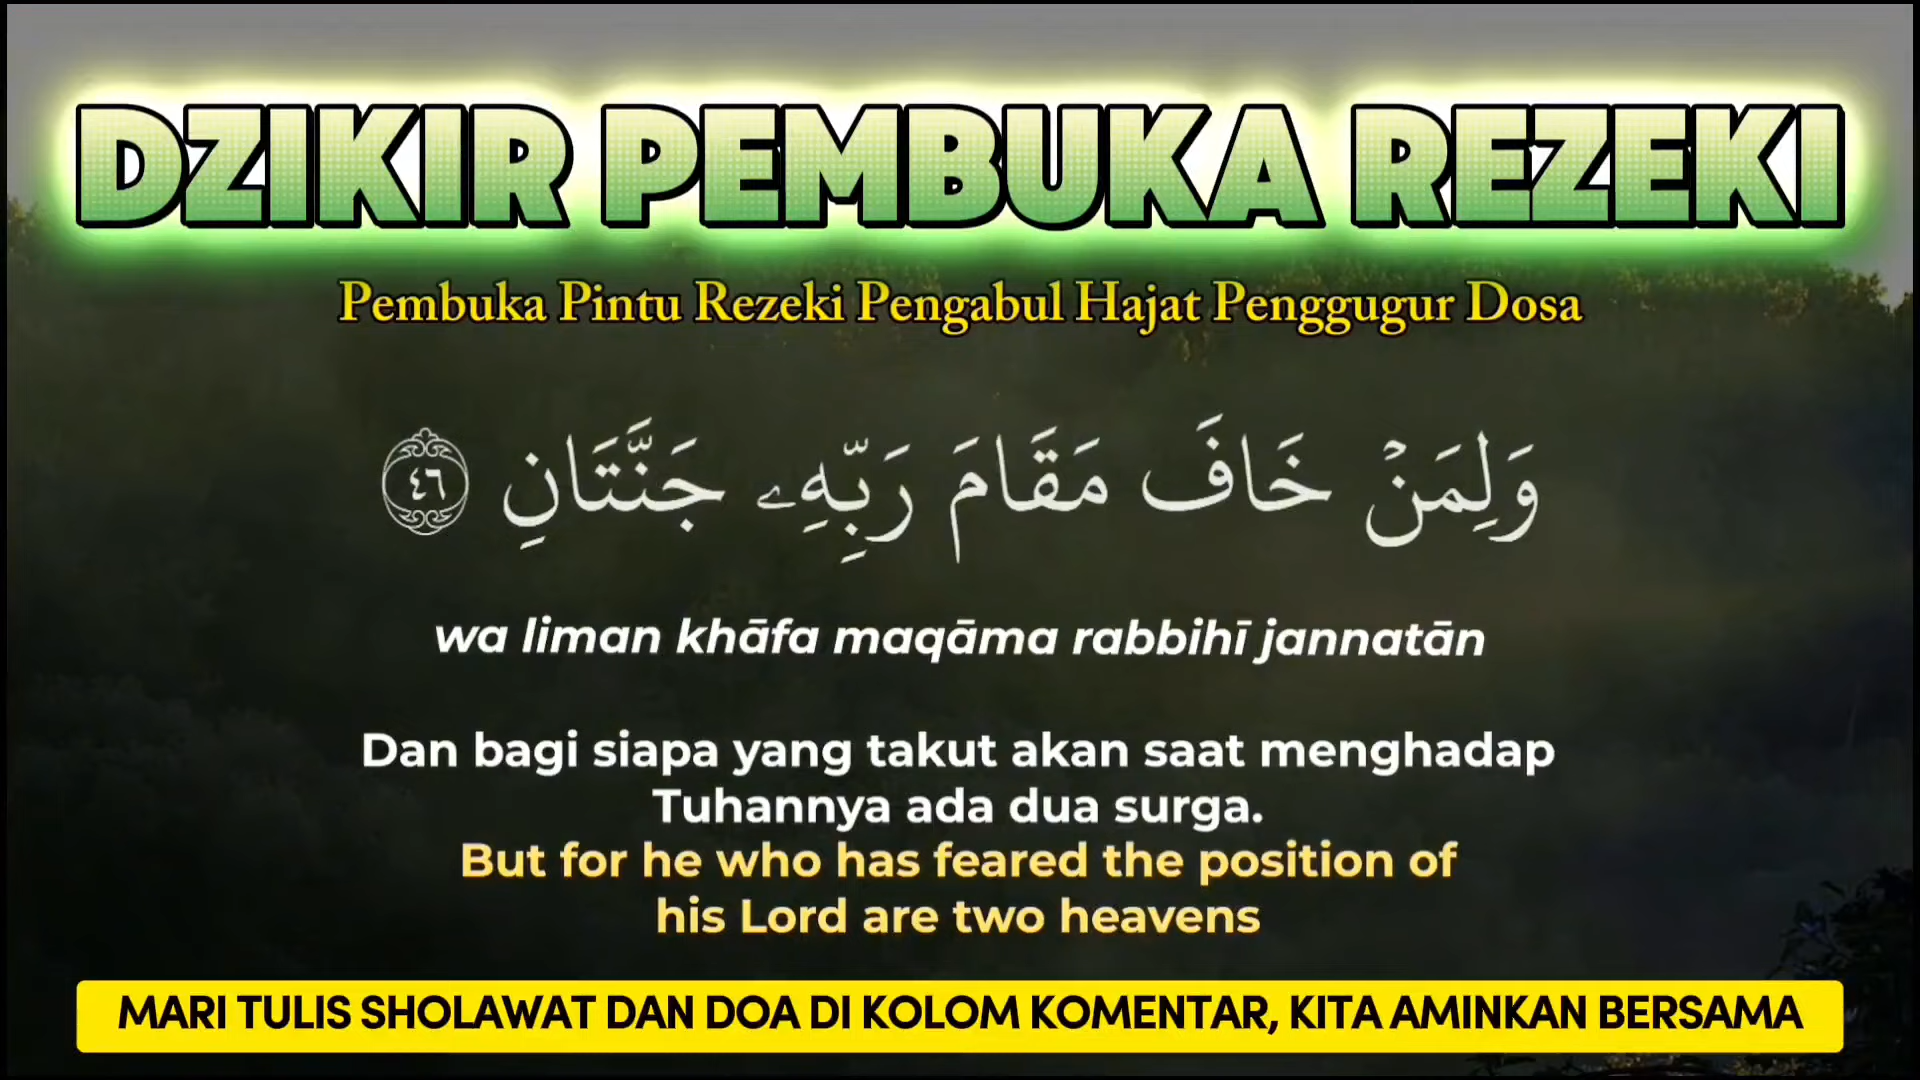 DZIKIR PEMBUKA REZEKI
Pembuka Pintu Rezeki Pengabul Hajat Penggugur Dosa
وَلِمَنْ خَافَ مَقَامَ رَبِّهِۦ جَنَّتَانِ ٤٦
wa liman khāfa maqāma rabbihī jannatān
Dan bagi siapa yang takut akan saat menghadap
Tuhannya ada dua surga.
But for he who has feared the position of
his Lord are two heavens
MARI TULIS SHOLAWAT DAN DOA DI KOLOM KOMENTAR, KITA AMINKAN BERSAMA